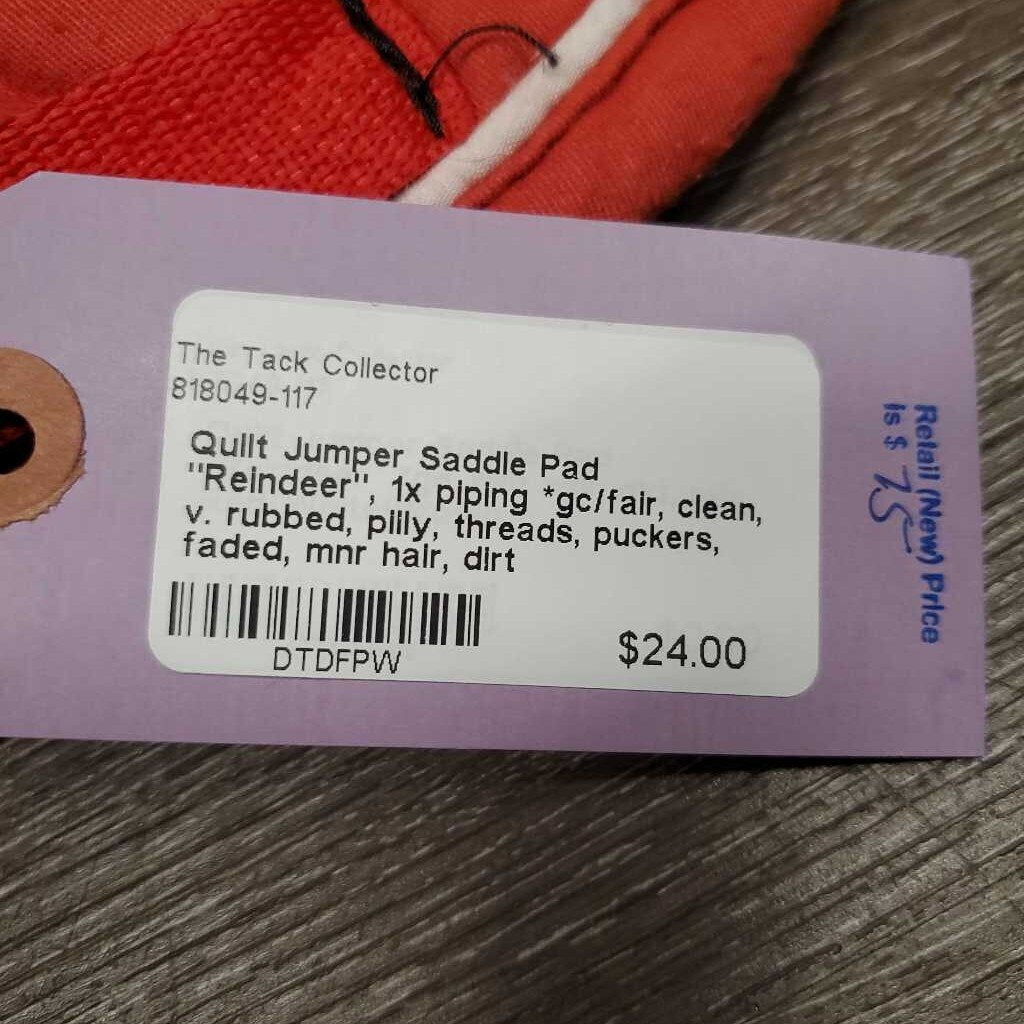 The Tack Collector
818049-117
Quilt Jumper Saddle Pad
"Reindeer", 1x piping *gc/fair, clean,
v. rubbed, pilly, threads, puckers,
faded, mnr hair, dirt
DTDFPW
$24.00
Retail (New) Price
is $ 75